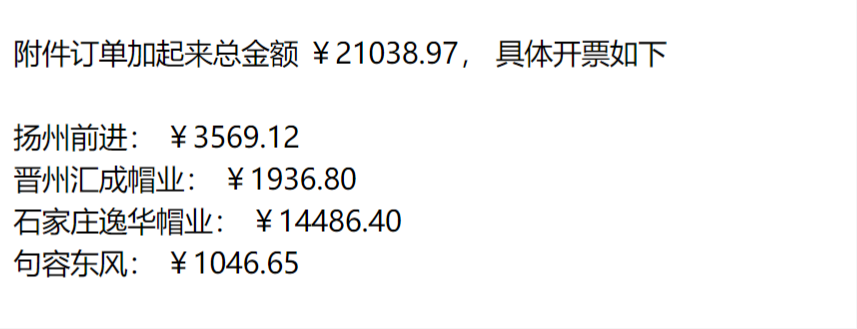 附件订单加起来总金额 ￥21038.97， 具体开票如下
扬州前进： ￥3569.12
晋州汇成帽业： ￥1936.80
石家庄逸华帽业： ￥14486.40
句容东风： ￥1046.65